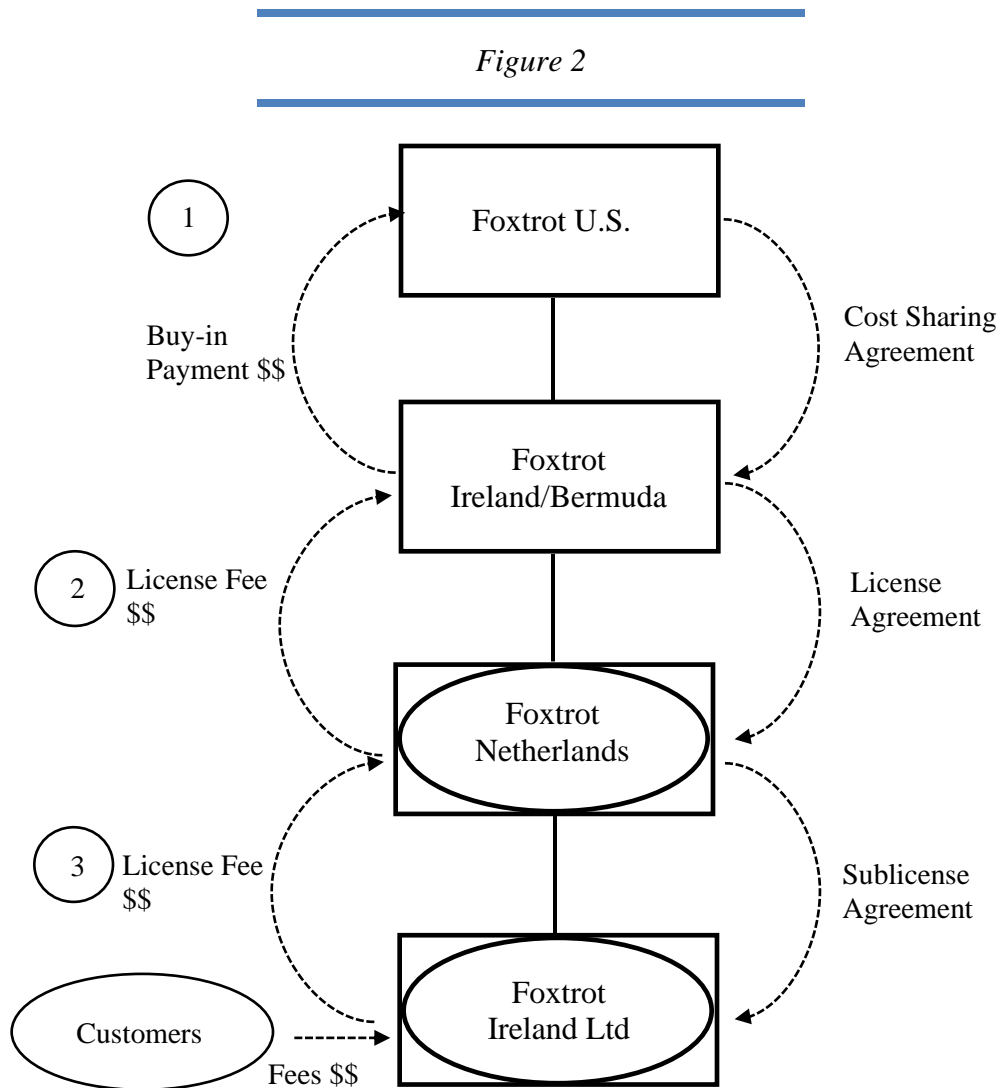 Figure 2
1
Foxtrot U.S.
Buy-in
Payment $$
Cost Sharing
Agreement
Foxtrot
Ireland/Bermuda
2
License Fee
$$
License
Agreement
Foxtrot
Netherlands
3
License Fee
$$
Sublicense
Agreement
Foxtrot
Ireland Ltd
Customers
Fees $$